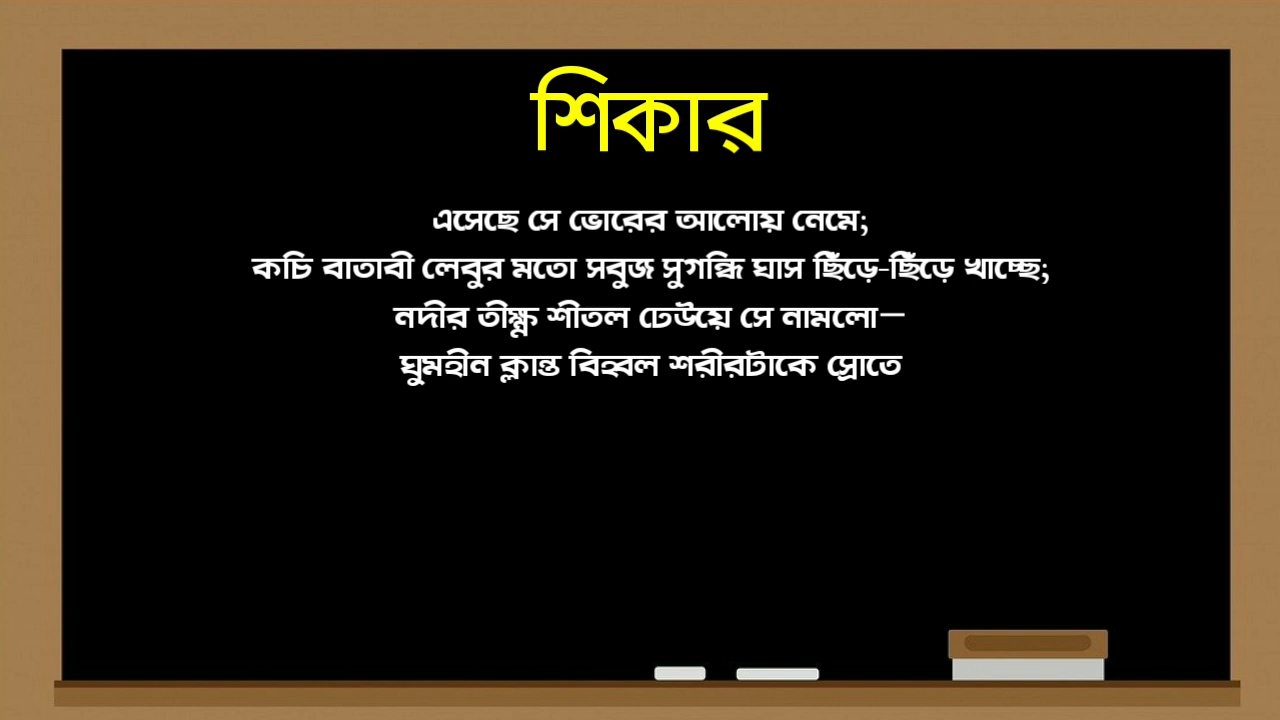 শিকার
এসেছে সে ভোরের আলোয় নেমে;
কচি বাতাবী লেবুর মতো সবুজ সুগন্ধি ঘাস ছিঁড়ে-ছিঁড়ে খাচ্ছে;
নদীর তীক্ষ্ণ শীতল ঢেউয়ে সে নামলো—
ঘুমহীন ক্লান্ত বিহ্বল শরীরটাকে স্রোতে